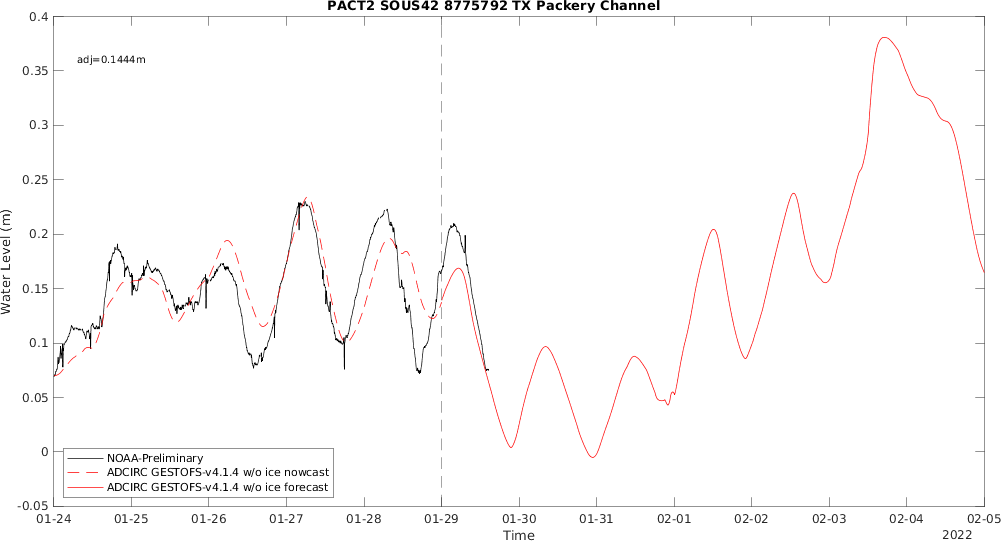 PACT2 SOUS42 8775792 TX Packery Channel
0.4
adj=0.1444m
0.35
0.3
0.25
0.2
0.15
0.1
0.05
0
-0.05
Water Level (m)
NOAA-Preliminary
ADCIRC GESTOFS-v4.1.4 w/o ice nowcast
ADCIRC GESTOFS-v4.1.4 w/o ice forecast
01-24 01-25 01-26 01-27 01-28 01-29 01-30 01-31 02-01 02-02 02-03 02-04 02-05
Time
2022